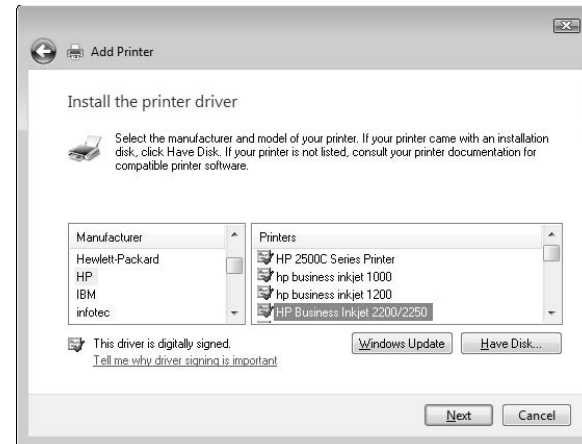 Add Printer
Install the printer driver
Select the manufacturer and model of your printer. If your printer came with an installation
disk, click Have Disk. If your printer is not listed, consult your printer documentation for
compatible printer software.
Manufacturer
Hewlett-Packard
HP
IBM
infotec
Printers
HP 2500C Series Printer
hp business inkjet 1000
hp business inkjet 1200
HP Business Inkjet 2200/2250
This driver is digitally signed.
Tell me why driver signing is important
Windows Update
Have Disk...
Next
Cancel